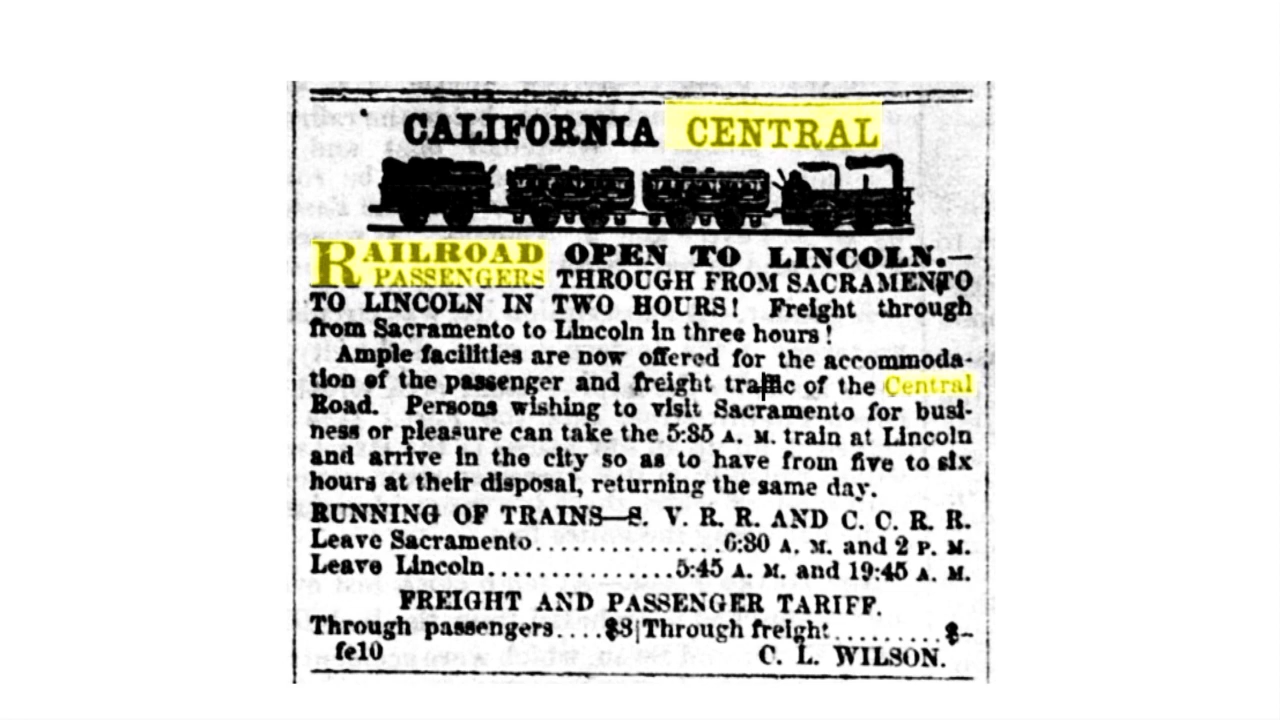 CALIFORNIA CENTRAL
RAILROAD OPEN TO LINCOLN.—
PASSENGERS THROUGH FROM SACRAMENTO
TO LINCOLN IN TWO HOURS! Freight through
from Sacramento to Lincoln in three hours!
Ample facilities are now offered for the accommoda-
tion of the passenger and freight traffic of the Central
Road. Persons wishing to visit Sacramento for busi-
ness or pleasure can take the 5:35 A. M. train at Lincoln
and arrive in the city so as to have from five to six
hours at their disposal, returning the same day.
RUNNING OF TRAINS—S. V. R. R. AND C. C. R. R.
Leave Sacramento..............6:30 A. M. and 2 P. M.
Leave Lincoln................5:45 A. M. and 19:45 A. M.
FREIGHT AND PASSENGER TARIFF.
Through passengers....$3|Through freight.........$–
fe10 C. L. WILSON.